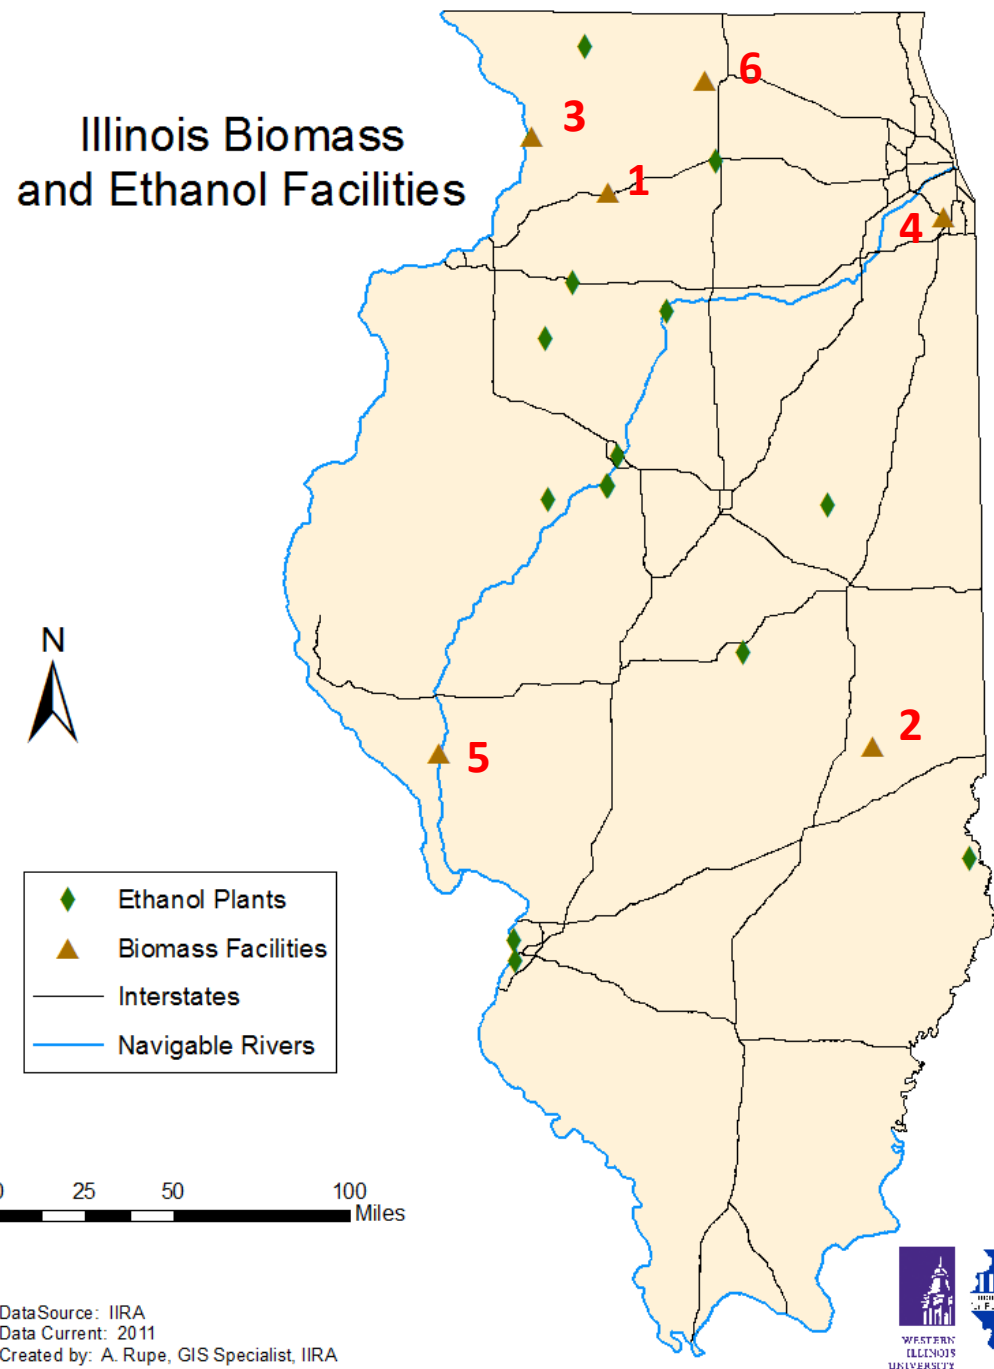 Illinois Biomass
and Ethanol Facilities
6
3
1
4
N
2
5
Ethanol Plants
Biomass Facilities
Interstates
Navigable Rivers
0 25 50 100
Miles
DataSource: IIRA
Data Current: 2011
Created by: A. Rupe, GIS Specialist, IIRA
WESTERN
ILLINOIS
UNIVERSITY